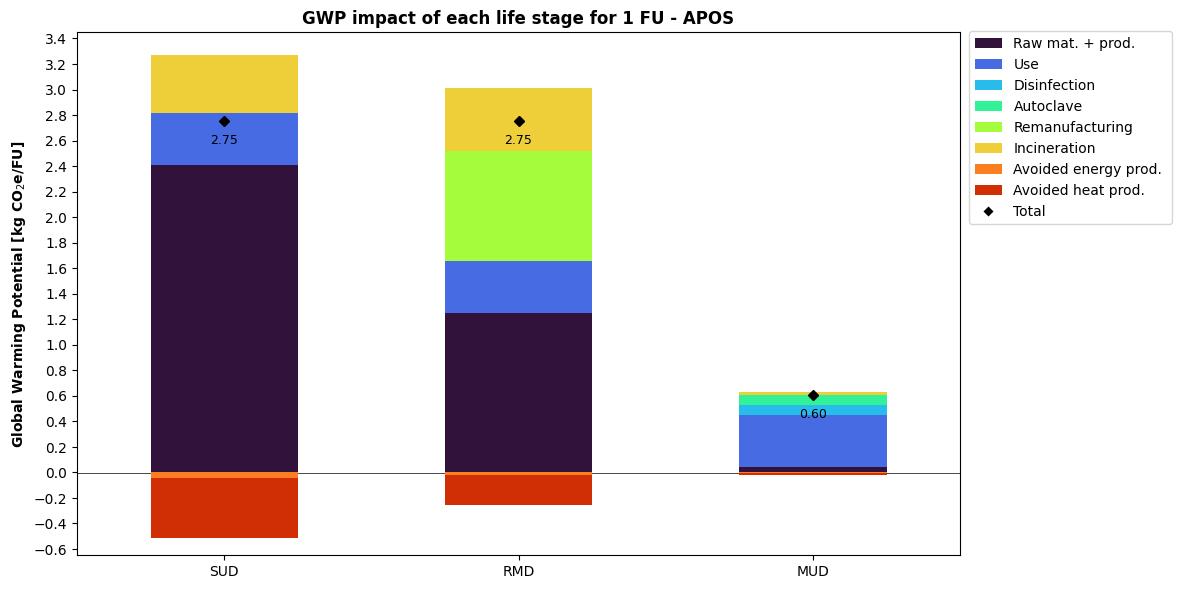 GWP impact of each life stage for 1 FU - APOS
Global Warming Potential [kg CO₂e/FU]
3.4
3.2
3.0
2.8
2.6
2.4
2.2
2.0
1.8
1.6
1.4
1.2
1.0
0.8
0.6
0.4
0.2
0.0
−0.2
−0.4
−0.6
2.75
2.75
0.60
SUD
RMD
MUD
Raw mat. + prod.
Use
Disinfection
Autoclave
Remanufacturing
Incineration
Avoided energy prod.
Avoided heat prod.
Total